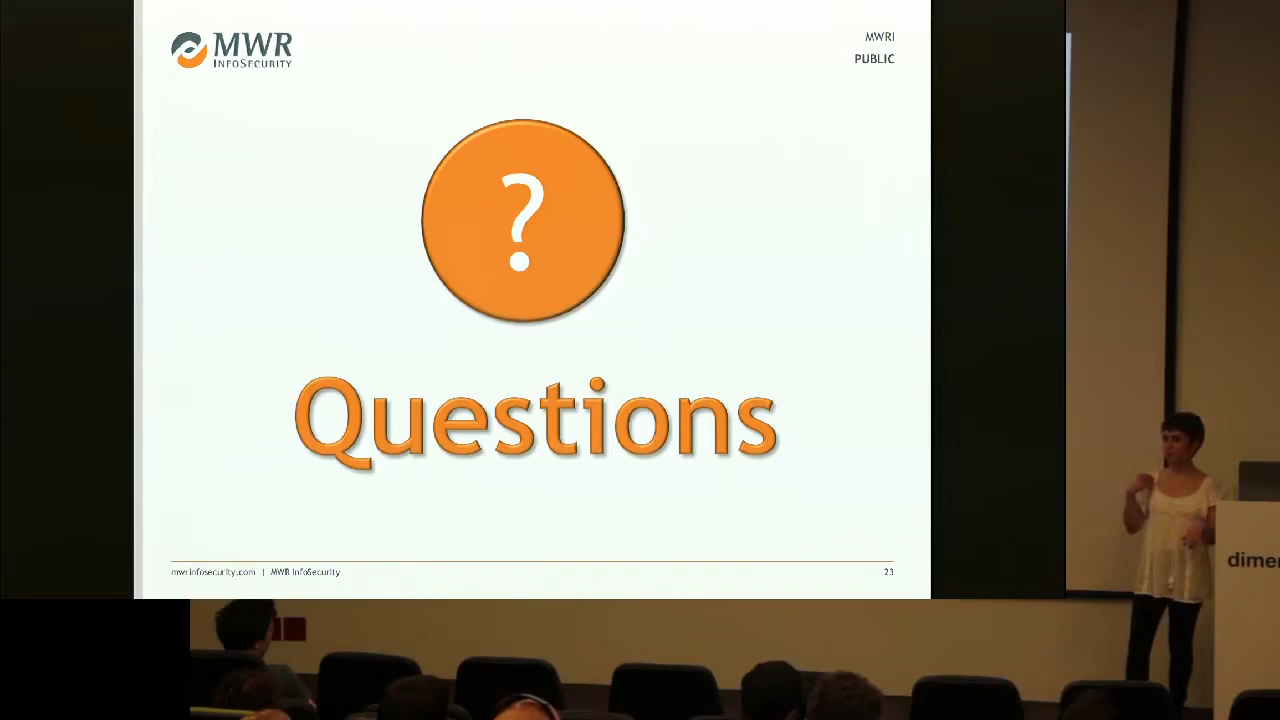 MWR
INFOSECURITY
MWRI
PUBLIC
?
Questions
mwrinfosecurity.com | MWR InfoSecurity
23
dimen